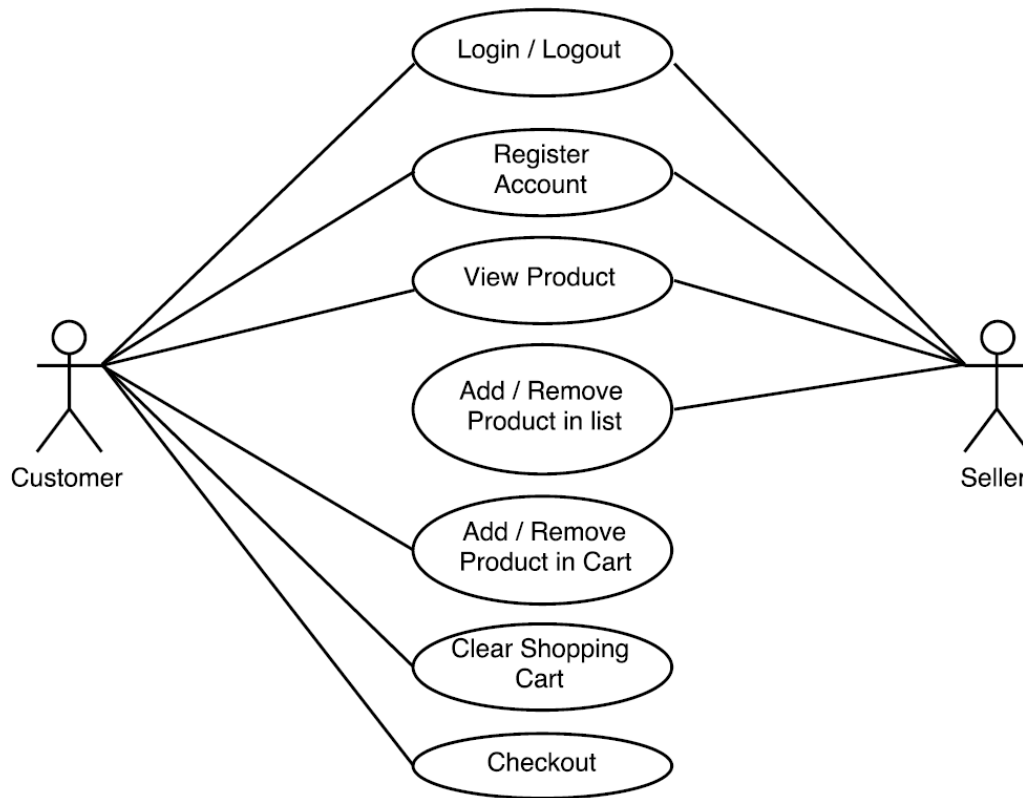 Login / Logout
Register
Account
View Product
Add / Remove
Product in list
Customer
Seller
Add / Remove
Product in Cart
Clear Shopping
Cart
Checkout